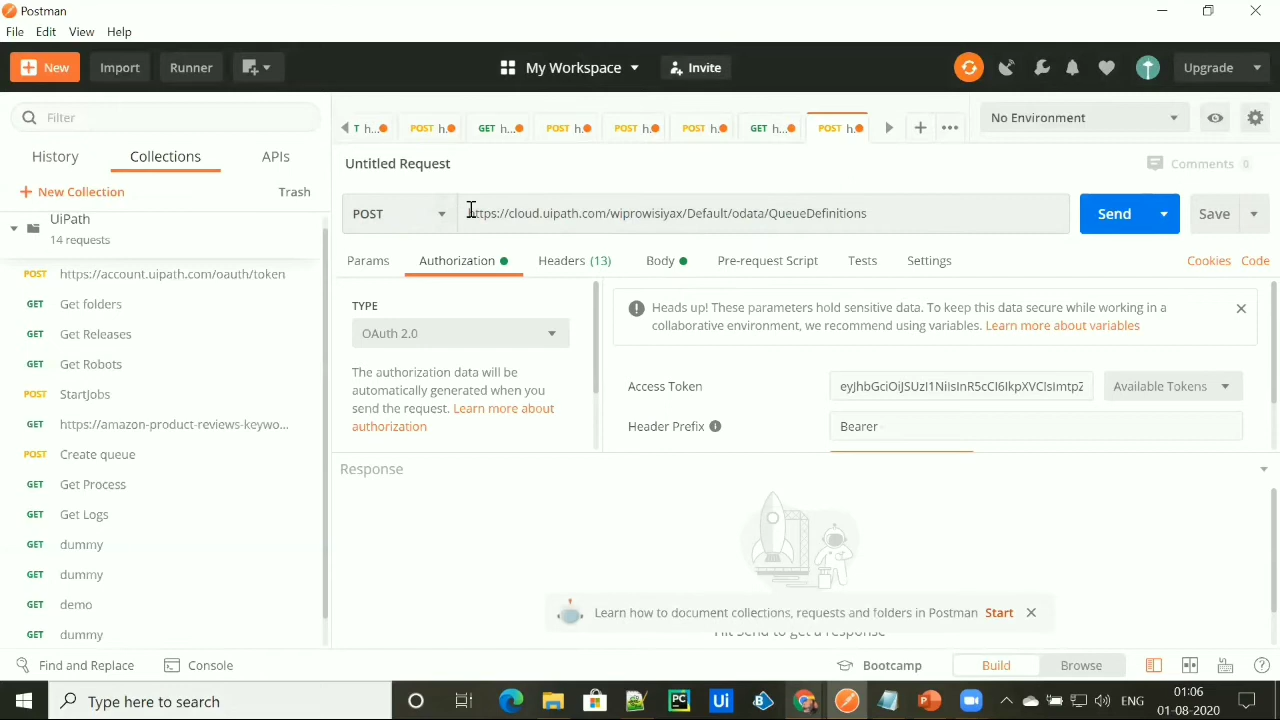 Postman
File Edit View Help
New Import Runner My Workspace Invite Upgrade
Filter
T h... POST h. GET h... POST h. POST h. POST h. GET h... POST h. No Environment
History Collections APIs
Untitled Request Comments 0
New Collection Trash
UiPath
14 requests
POST https://cloud.uipath.com/wiprowisiyax/Default/odata/QueueDefinitions Send Save
Params Authorization Headers (13) Body Pre-request Script Tests Settings Cookies Code
POST https://account.uipath.com/oauth/token
GET Get folders
GET Get Releases
GET Get Robots
POST StartJobs
GET https://amazon-product-reviews-keywo...
POST Create queue
GET Get Process
GET Get Logs
GET dummy
GET dummy
GET demo
GET dummy
TYPE
OAuth 2.0
The authorization data will be
automatically generated when you
send the request. Learn more about
authorization
Heads up! These parameters hold sensitive data. To keep this data secure while working in a
collaborative environment, we recommend using variables. Learn more about variables
Access Token Available Tokens
Header Prefix Bearer
Response
Learn how to document collections, requests and folders in Postman Start
Hit Send to get a response
Find and Replace Console Bootcamp Build Browse
Type here to search
ENG
01:06
01-08-2020